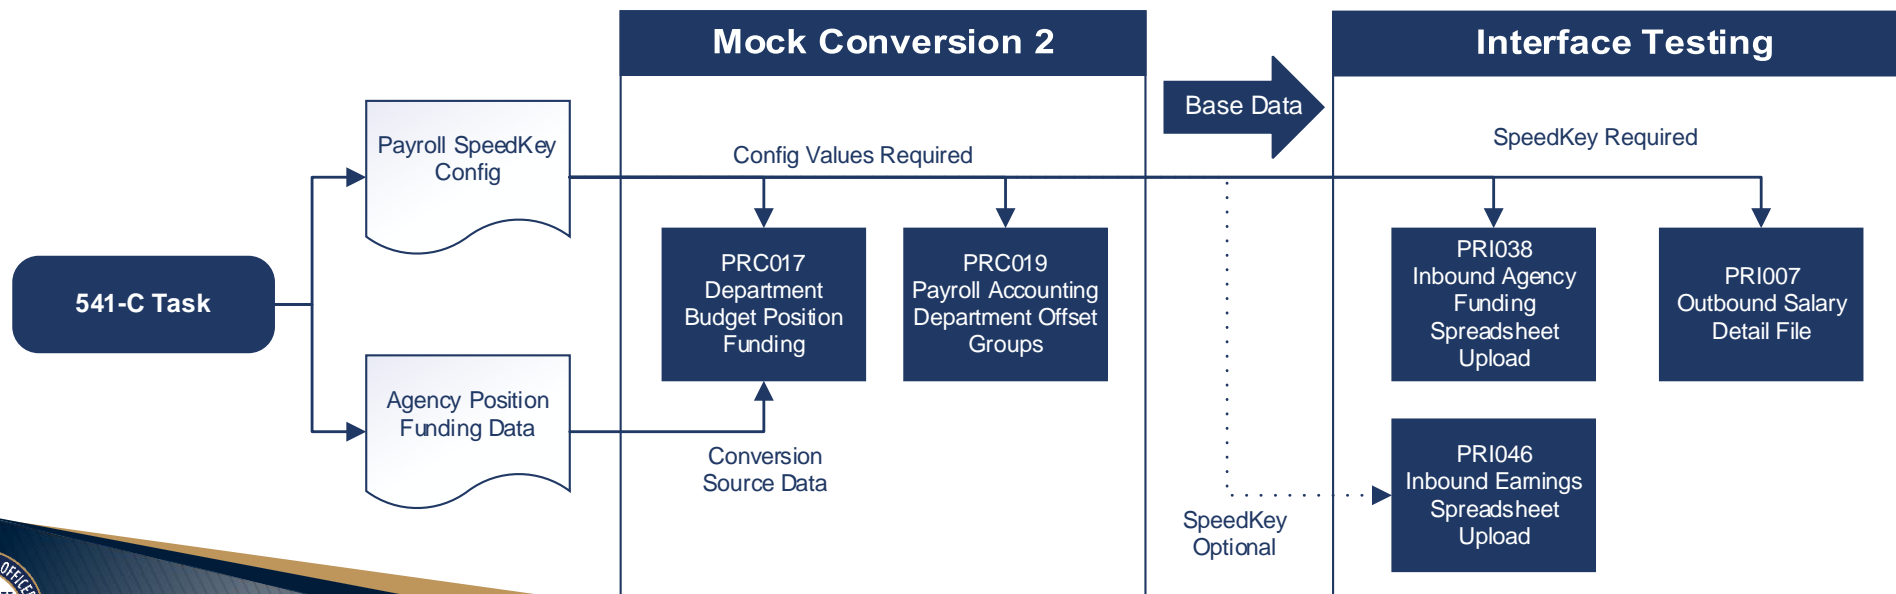 Mock Conversion 2
Interface Testing
Base Data
Payroll SpeedKey
Config
Config Values Required
SpeedKey Required
541-C Task
PRC017
Department
Budget Position
Funding
PRC019
Payroll Accounting
Department Offset
Groups
PRI038
Inbound Agency
Funding
Spreadsheet
Upload
PRI007
Outbound Salary
Detail File
Agency Position
Funding Data
Conversion
Source Data
SpeedKey
Optional
PRI046
Inbound Earnings
Spreadsheet
Upload